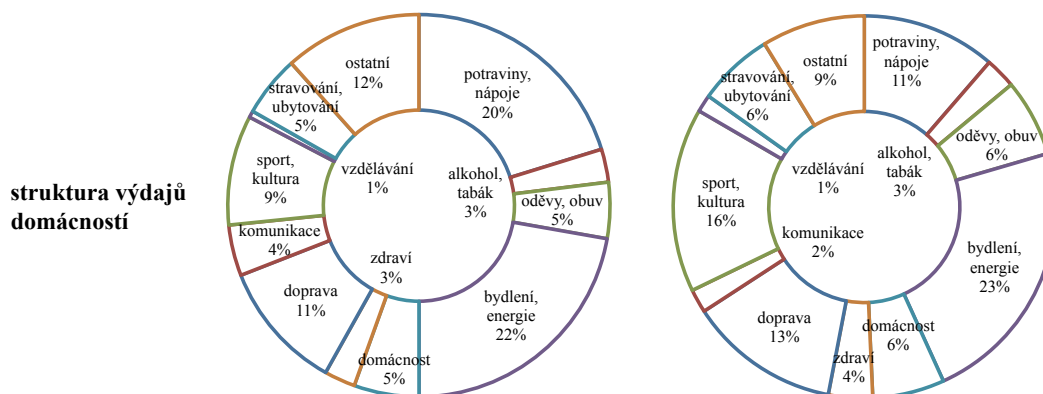 struktura výdajů
domácností
ostatní
12%
potraviny,
nápoje
20%
stravování,
ubytování
5%
vzdělávání
1%
alkohol,
tabák
3%
sport,
kultura
9%
oděvy, obuv
5%
komunikace
4%
zdraví
3%
doprava
11%
bydlení,
energie
22%
domácnost
5%
ostatní
9%
potraviny,
nápoje
11%
stravování,
ubytování
6%
oděvy, obuv
6%
vzdělávání
1%
alkohol,
tabák
3%
sport,
kultura
16%
komunikace
2%
bydlení,
energie
23%
doprava
13%
domácnost
6%
zdraví
4%